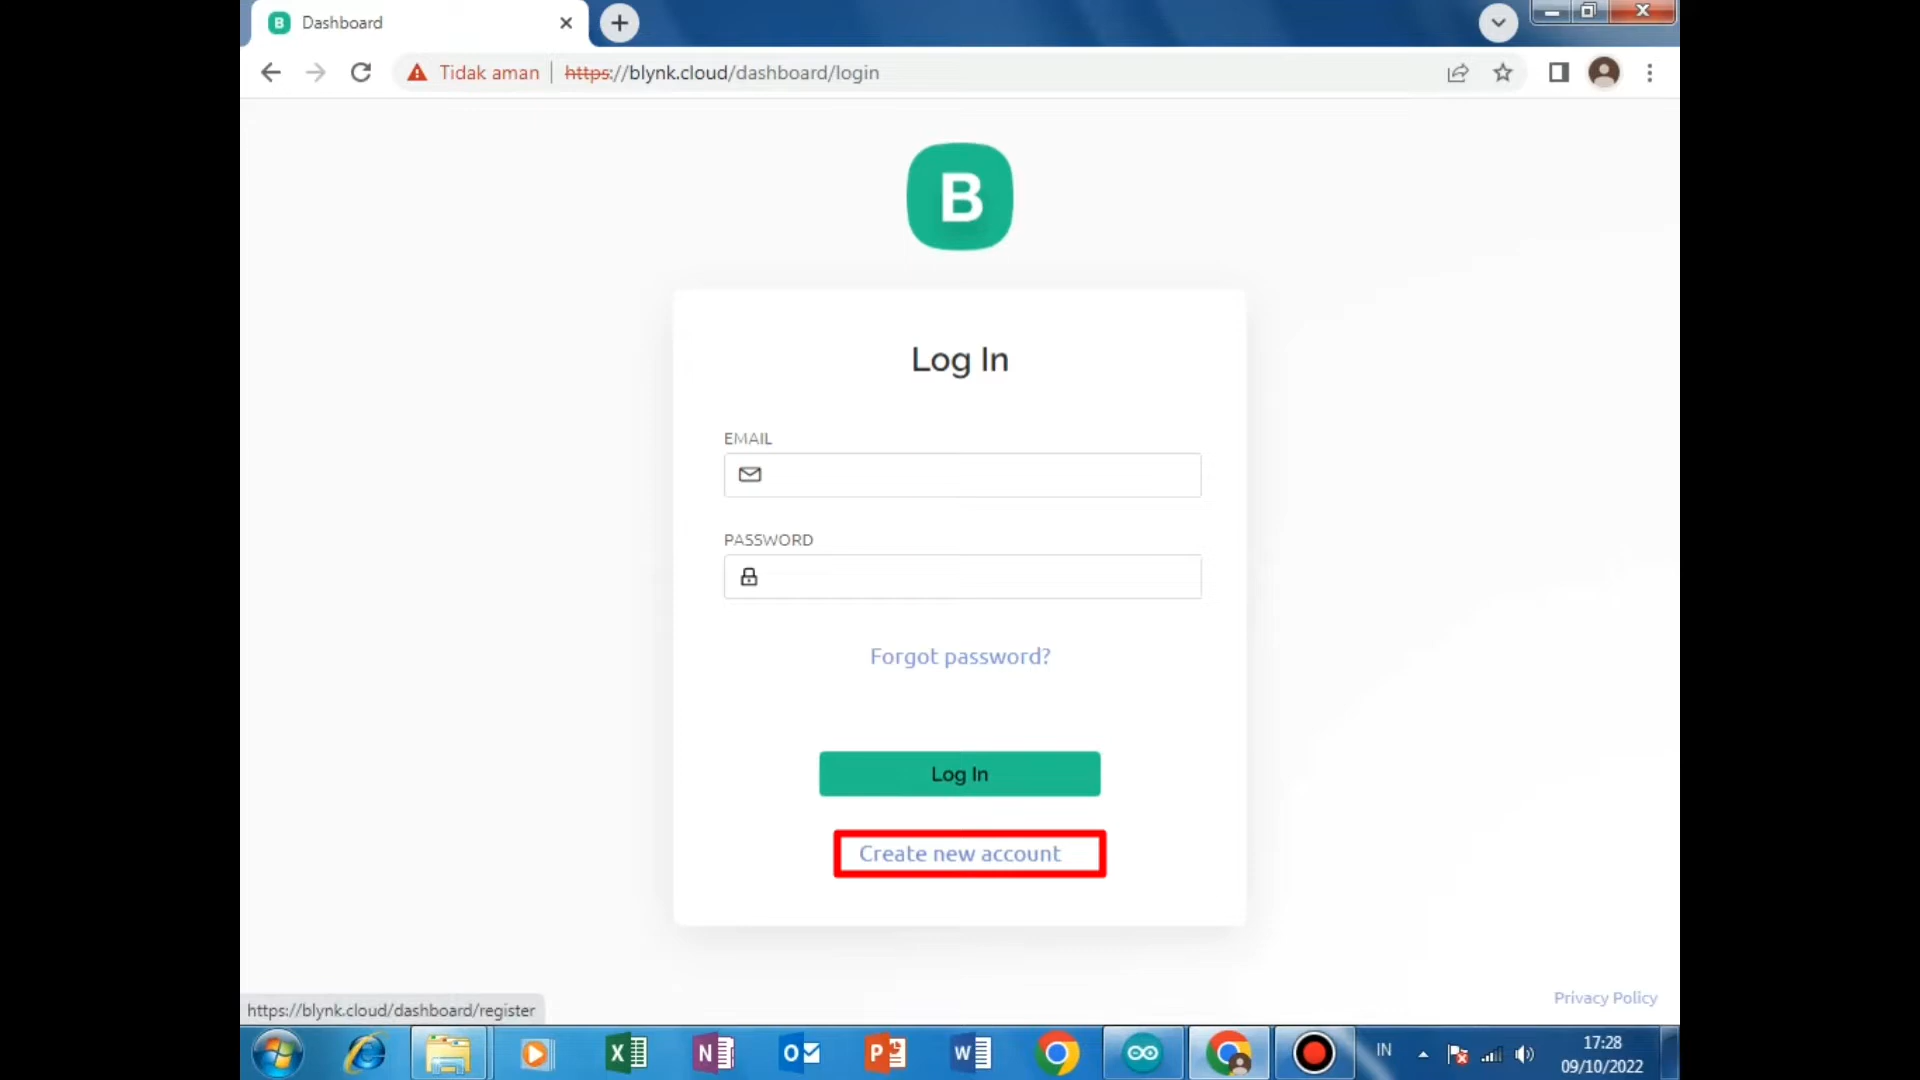 B Dashboard
Tidak aman https://blynk.cloud/dashboard/login
B
Log In
EMAIL
PASSWORD
Forgot password?
Log In
Create new account
Privacy Policy
https://blynk.cloud/dashboard/register
IN
17:28
09/10/2022